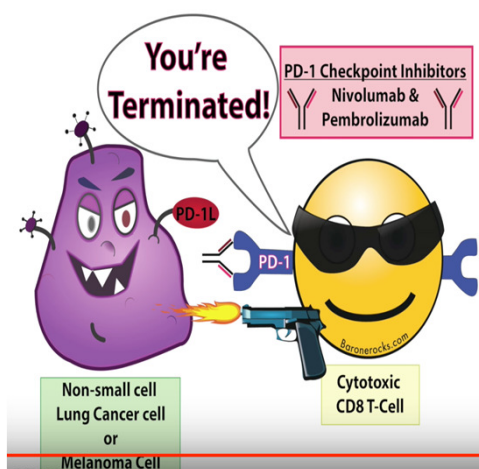 You're
Terminated!
PD-1 Checkpoint Inhibitors
Nivolumab &
Pembrolizumab
PD-1L
PD-1
Baronerocks.com
Non-small cell
Lung Cancer cell
or
Melanoma Cell
Cytotoxic
CD8 T-Cell